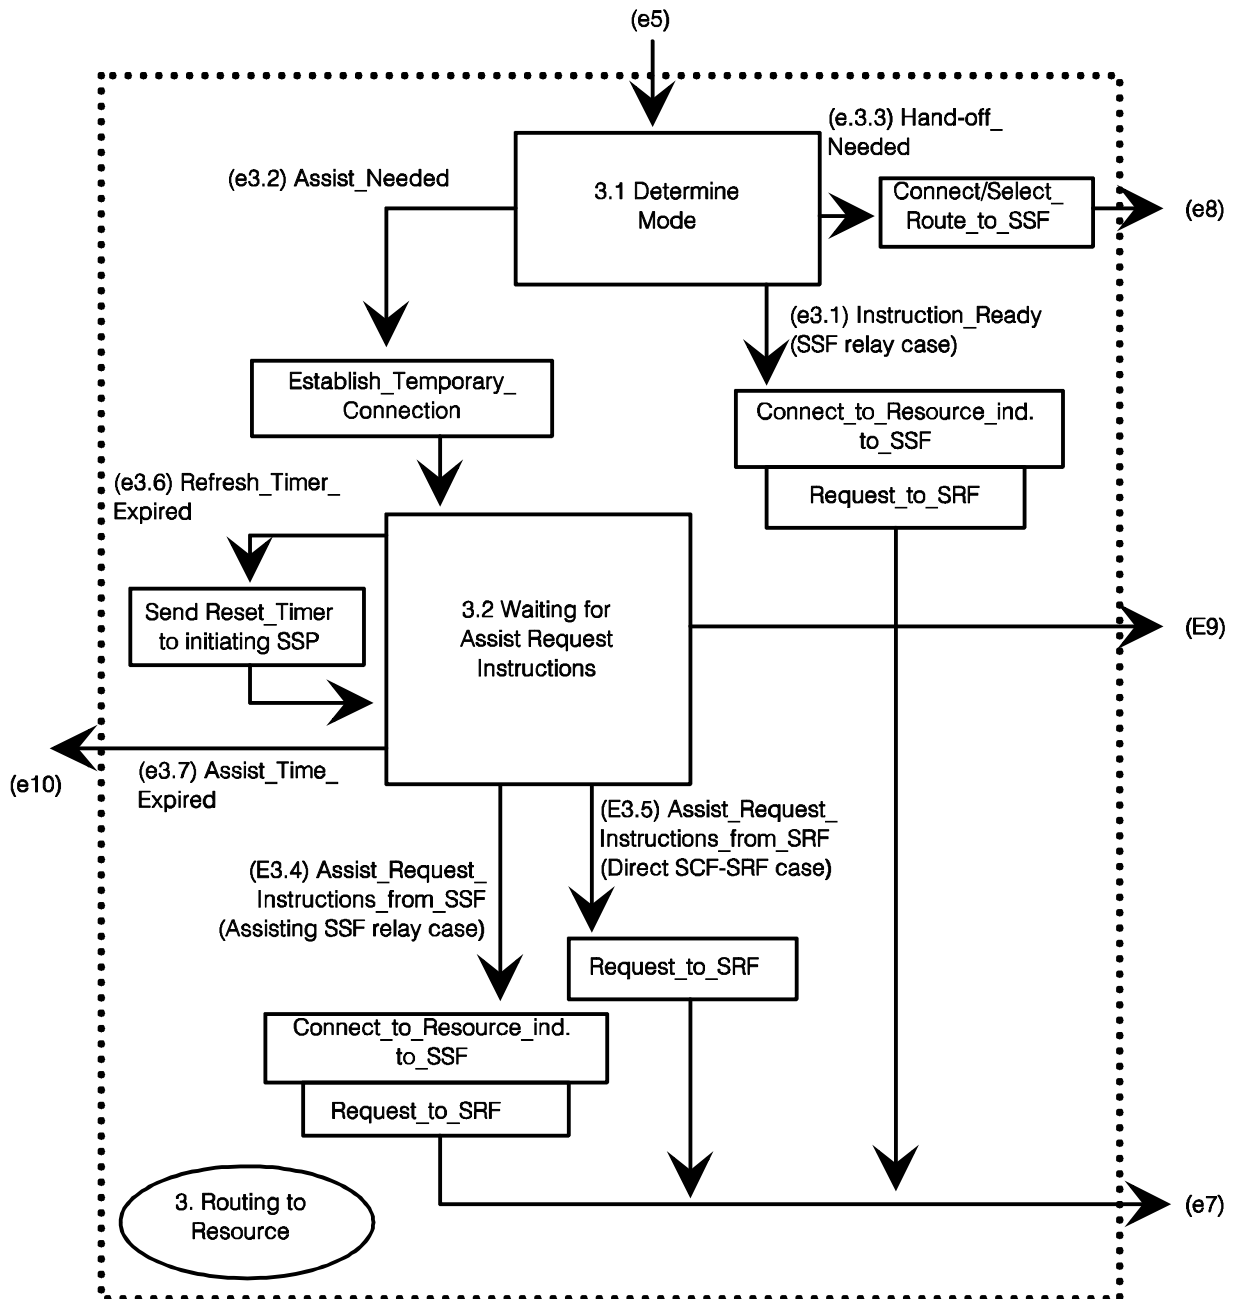 (e5)
(e.3.3) Hand-off_
Needed
(e3.2) Assist_Needed
3.1 Determine
Mode
Connect/Select_
Route_to_SSF
(e8)
(e3.1) Instruction_Ready
(SSF relay case)
Establish_Temporary_
Connection
Connect_to_Resource_ind.
to_SSF
(e3.6) Refresh_Timer_
Expired
Request_to_SRF
Send Reset_Timer
to initiating SSP
3.2 Waiting for
Assist Request
Instructions
(E9)
(e10)
(e3.7) Assist_Time_
Expired
(E3.5) Assist_Request_
Instructions_from_SRF
(Direct SCF-SRF case)
(E3.4) Assist_Request_
Instructions_from_SSF
(Assisting SSF relay case)
Request_to_SRF
Connect_to_Resource_ind.
to_SSF
Request_to_SRF
3. Routing to
Resource
(e7)